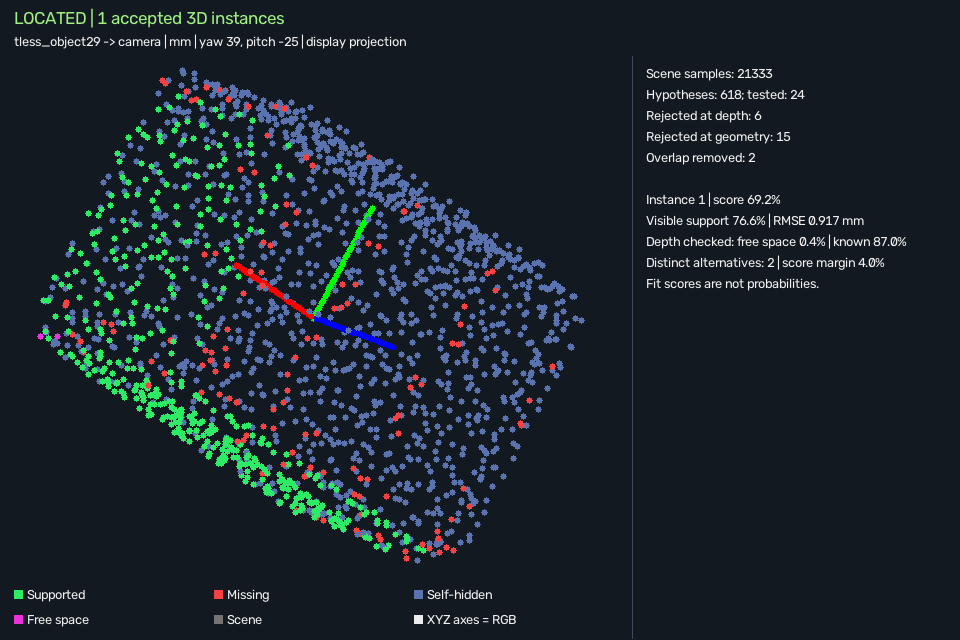 LOCATED | 1 accepted 3D instances
tless_object29 -> camera | mm | yaw 39, pitch -25 | display projection
Scene samples: 21333
Hypotheses: 618; tested: 24
Rejected at depth: 6
Rejected at geometry: 15
Overlap removed: 2
Instance 1 | score 69.2%
Visible support 76.6% | RMSE 0.917 mm
Depth checked: free space 0.4% | known 87.0%
Distinct alternatives: 2 | score margin 4.0%
Fit scores are not probabilities.
Supported
Missing
Self-hidden
Free space
Scene
XYZ axes = RGB